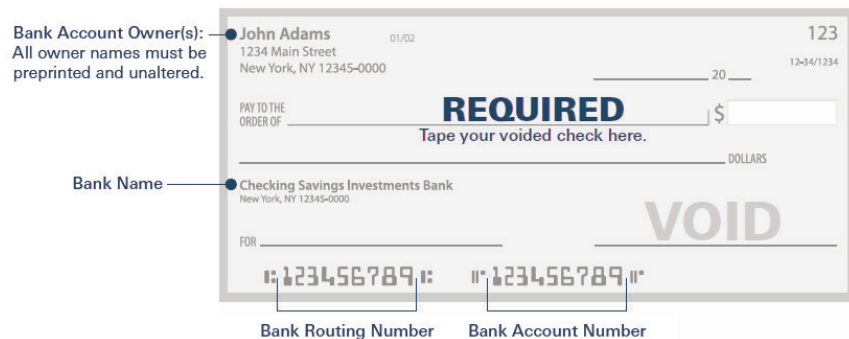 Bank Account Owner(s):
All owner names must be
preprinted and unaltered.
John Adams
01/02
123
1234 Main Street
New York, NY 12345-0000
12-34/1234
20
PAY TO THE
ORDER OF
REQUIRED
$
Tape your voided check here.
DOLLARS
Bank Name
Checking Savings Investments Bank
New York, NY 12345-0000
VOID
FOR
⑆123456789⑆ ⑈123456789⑈
Bank Routing Number Bank Account Number